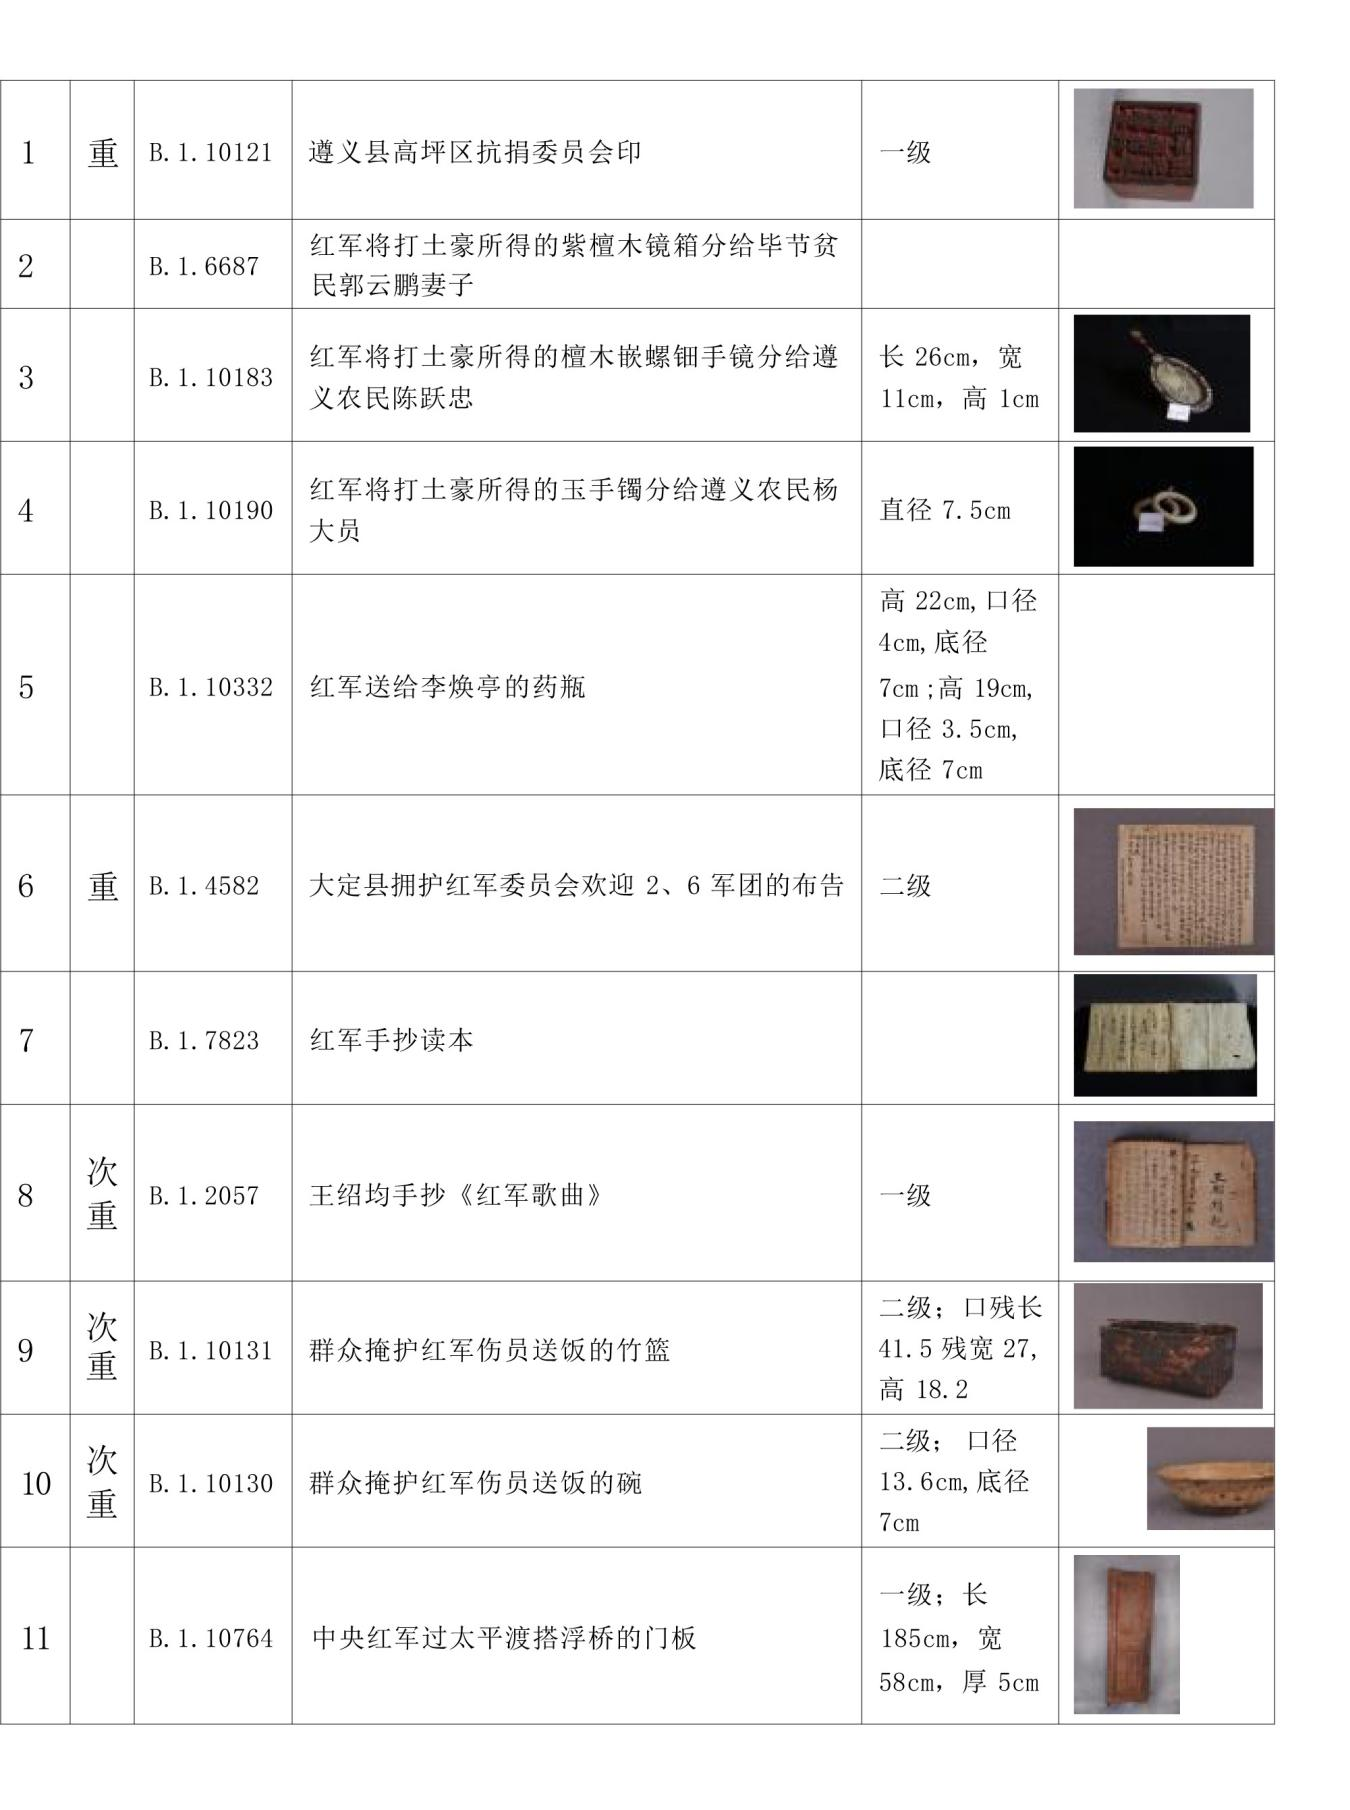 1 重 B.1.10121 遵义县高坪区抗捐委员会印 一级
2 B.1.6687 红军将打土豪所得的紫檀木镜箱分给毕节贫
民郭云鹏妻子
3 B.1.10183 红军将打土豪所得的檀木嵌螺钿手镜分给遵
义农民陈跃忠
长 26cm，宽
11cm，高 1cm
4 B.1.10190 红军将打土豪所得的玉手镯分给遵义农民杨
大员
直径 7.5cm
5 B.1.10332 红军送给李焕亭的药瓶
高 22cm,口径
4cm,底径
7cm ;高 19cm,
口径 3.5cm,
底径 7cm
6 重 B.1.4582 大定县拥护红军委员会欢迎 2、6 军团的布告 二级
7 B.1.7823 红军手抄读本
8 次
重
B.1.2057 王绍均手抄《红军歌曲》 一级
9 次
重
B.1.10131 群众掩护红军伤员送饭的竹篮
二级；口残长
41.5 残宽 27,
高 18.2
10 次
重
B.1.10130 群众掩护红军伤员送饭的碗
二级； 口径
13.6cm,底径
7cm
11 B.1.10764 中央红军过太平渡搭浮桥的门板
一级；长
185cm，宽
58cm，厚 5cm